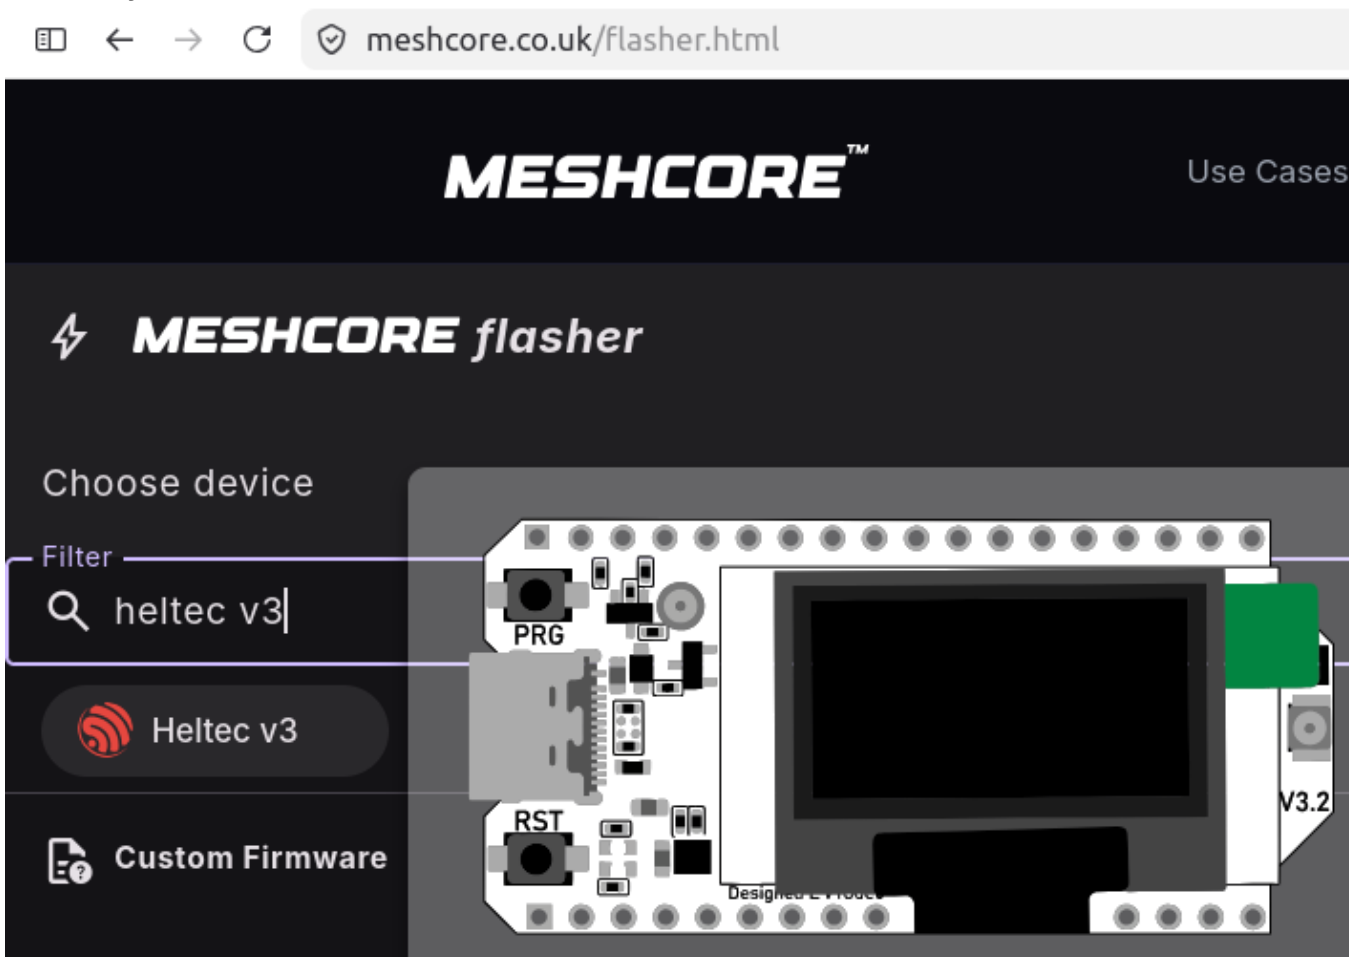 meshcore.co.uk/flasher.html
MESHCORE™
Use Cases
MESHCORE flasher
Choose device
Filter
heltec v3
PRG
Heltec v3
V3.2
RST
Custom Firmware